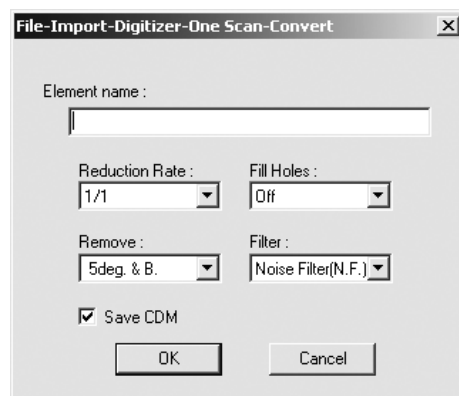 File-Import-Digitizer-One Scan-Convert
Element name :
Reduction Rate : Fill Holes :
1/1 Off
Remove : Filter :
5deg. & B. Noise Filter(N.F.)
Save CDM
OK Cancel